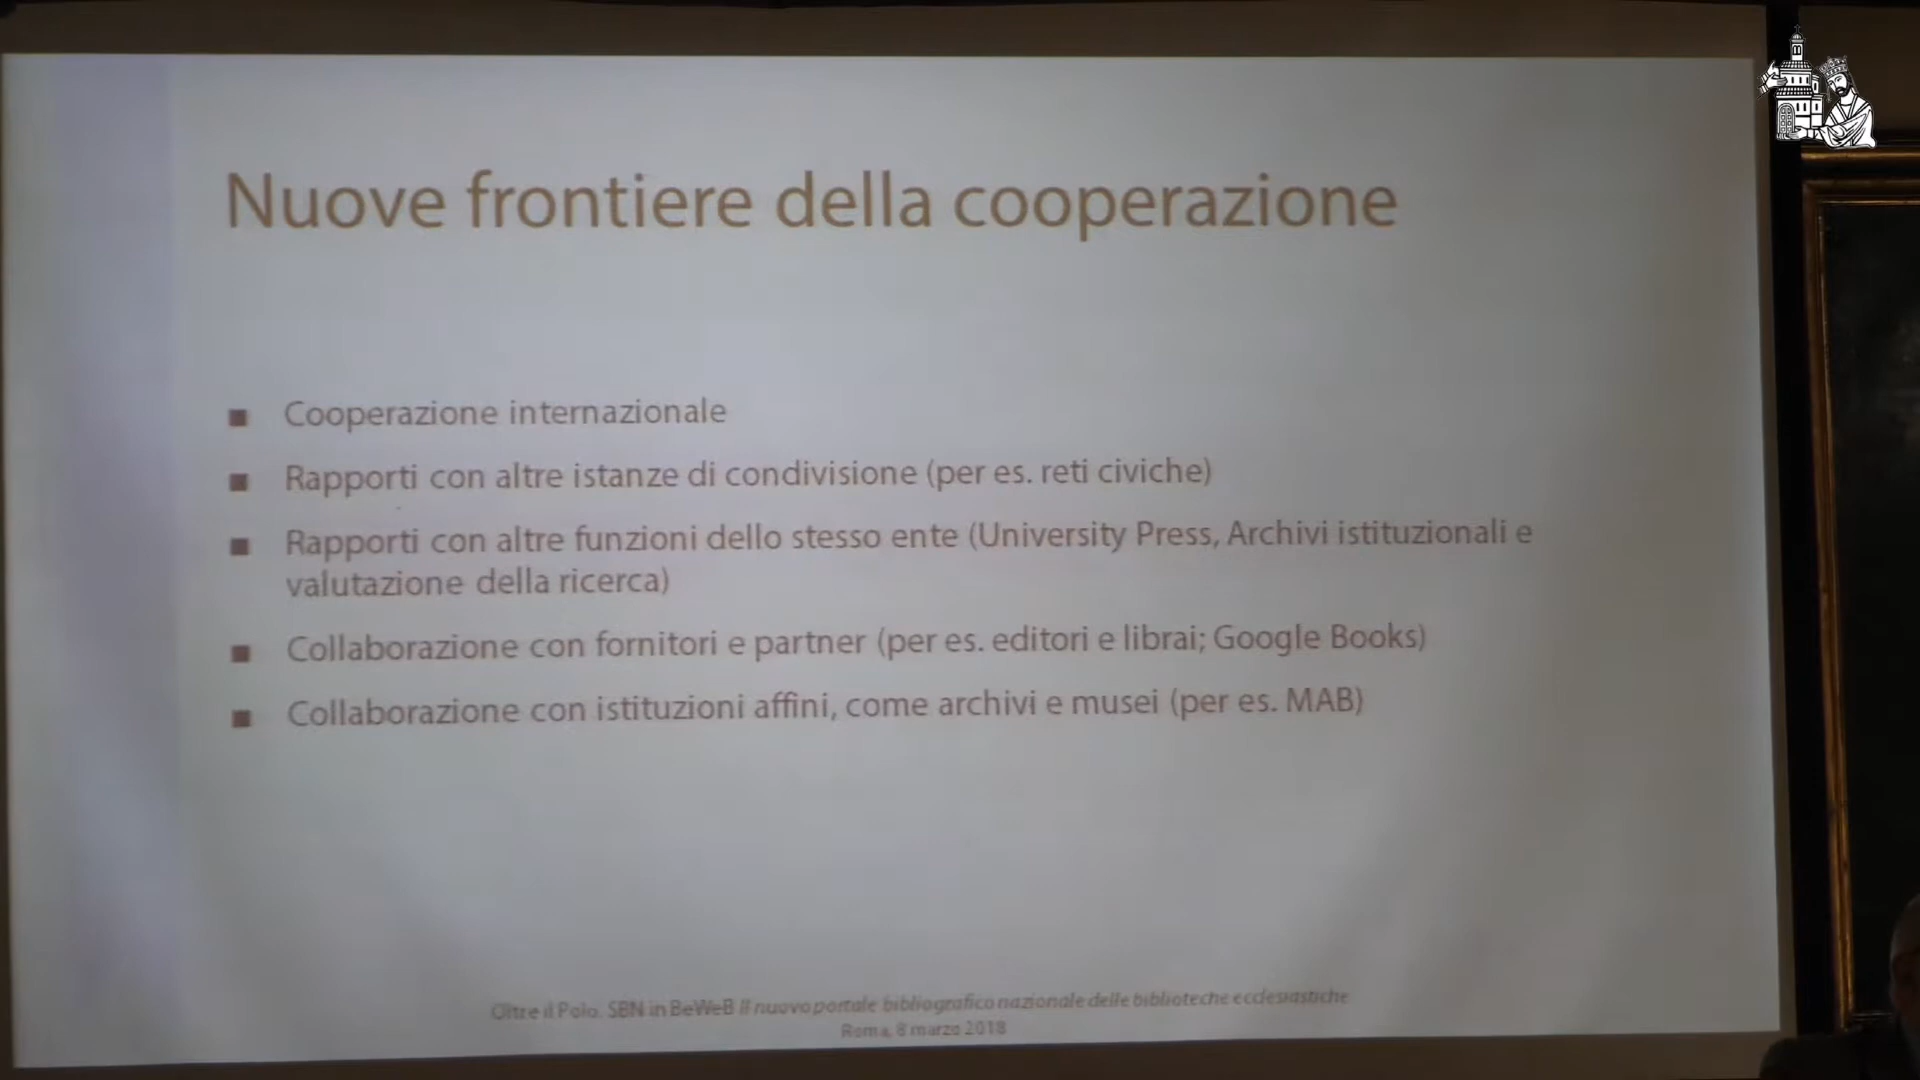 Nuove frontiere della cooperazione
■ Cooperazione internazionale
■ Rapporti con altre istanze di condivisione (per es. reti civiche)
■ Rapporti con altre funzioni dello stesso ente (University Press, Archivi istituzionali e
valutazione della ricerca)
■ Collaborazione con fornitori e partner (per es. editori e librai; Google Books)
■ Collaborazione con istituzioni affini, come archivi e musei (per es. MAB)
Oltre il Polo. SBN in BeWeB Il nuovo portale bibliografico nazionale delle biblioteche ecclesiastiche
Roma, 8 marzo 2018